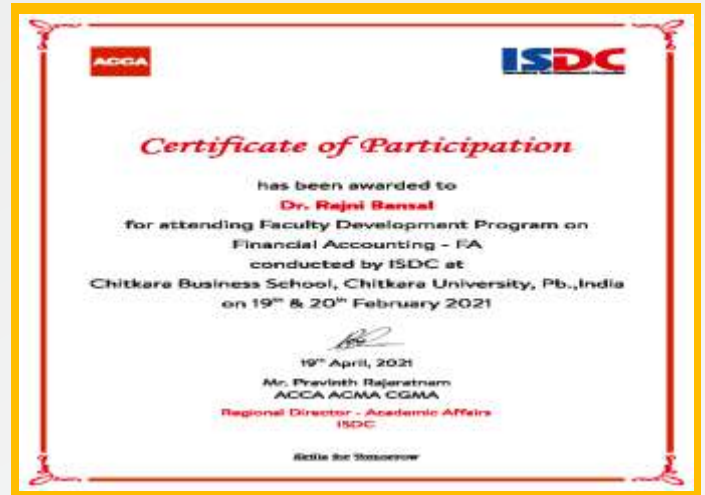 ACCA
ISDC
Certificate of Participation
has been awarded to
Dr. Rajni Bansal
for attending Faculty Development Program on
Financial Accounting - FA
conducted by ISDC at
Chitkara Business School, Chitkara University, Pb.,India
on 19th & 20th February 2021
19th April, 2021
Mr. Pravinth Rajaratnam
ACCA ACMA CGMA
Regional Director - Academic Affairs
ISDC
Skills for Tomorrow